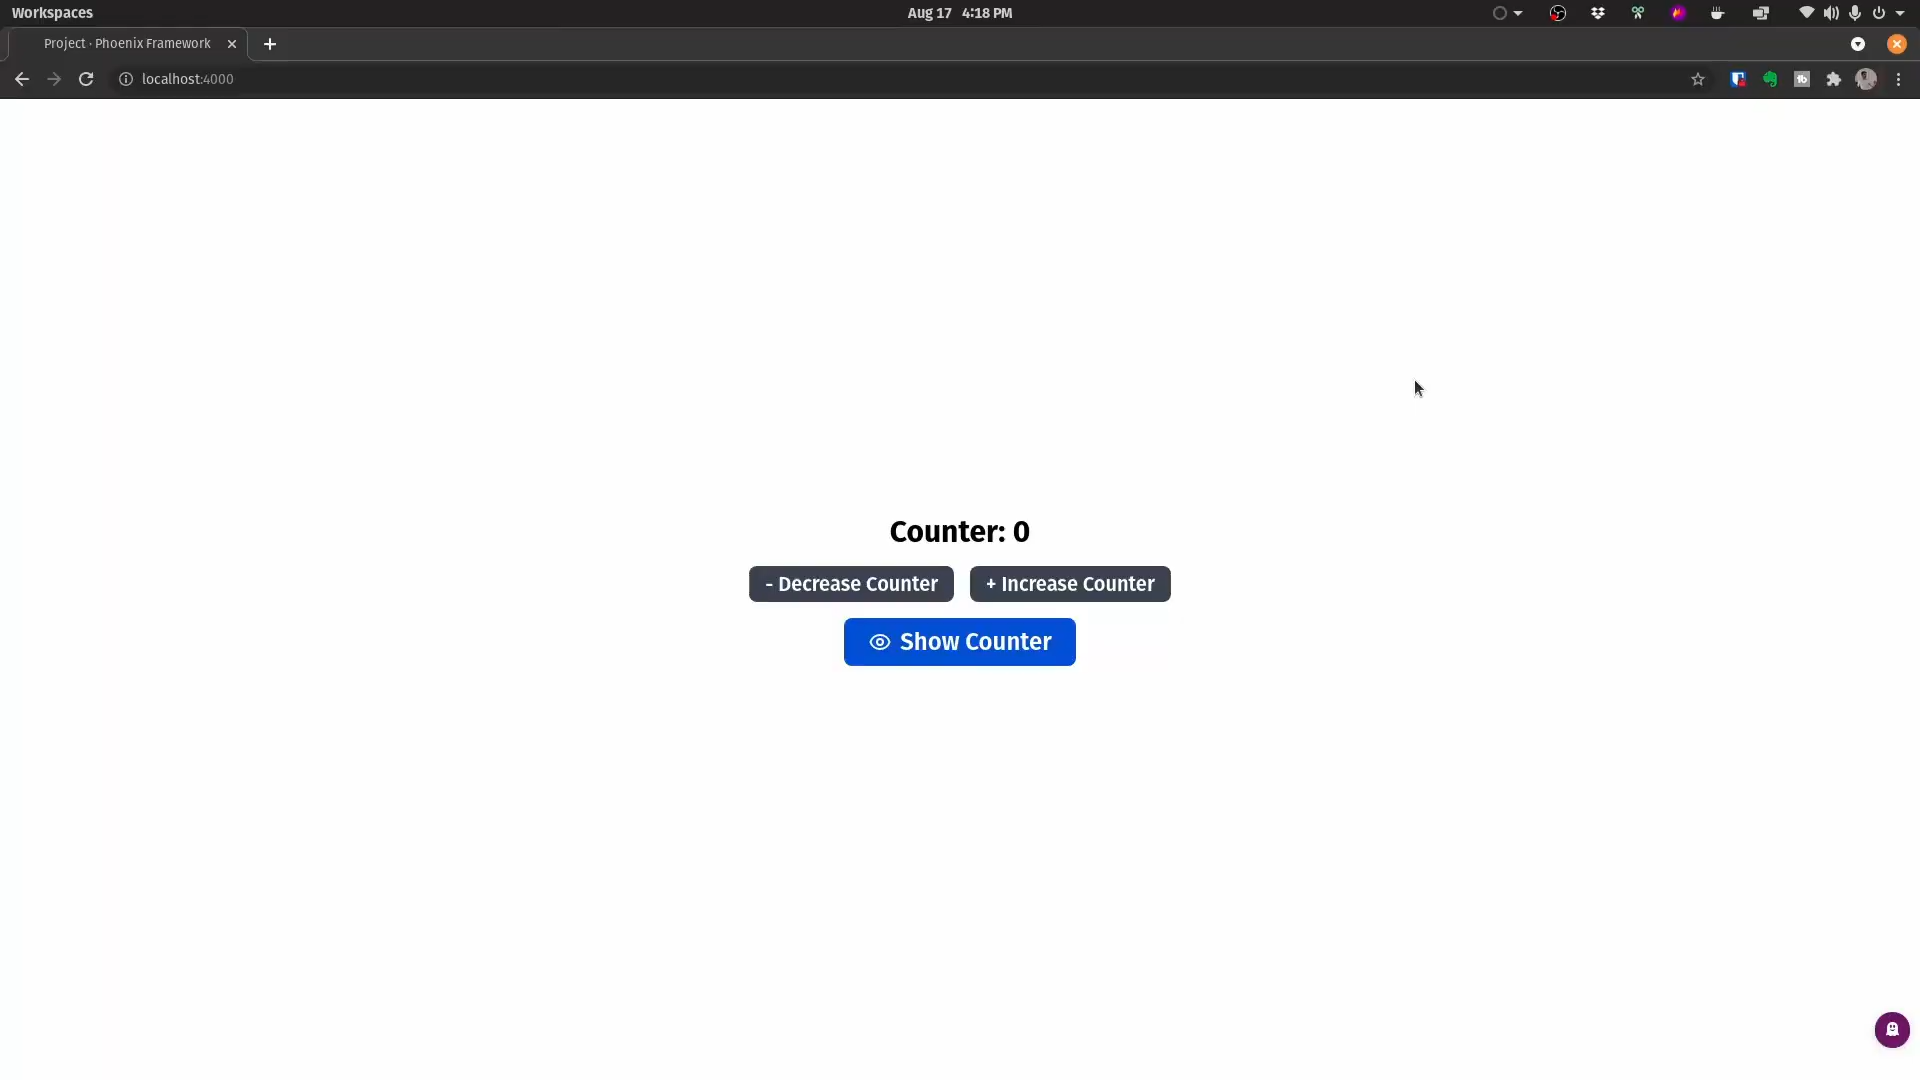 Workspaces
Aug 17 4:18 PM
Project · Phoenix Framework
localhost:4000
Counter: 0
- Decrease Counter
+ Increase Counter
Show Counter